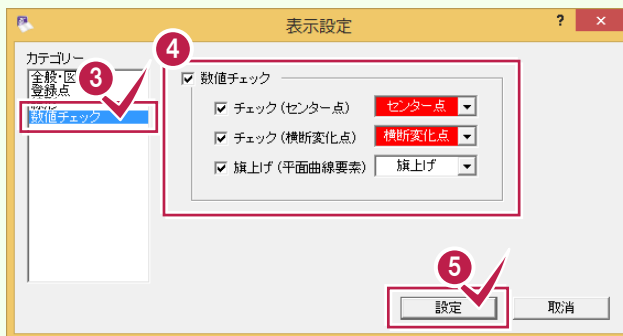 表示設定
?
×
カテゴリー
全般・図
登録点
数値チェック
3
4
数値チェック
チェック(センター点)
センター点
チェック(横断変化点)
横断変化点
旗上げ(平面曲線要素)
旗上げ
5
設定
取消